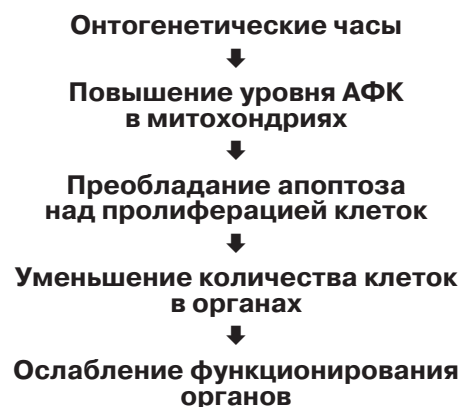 Онтогенетические часы
Повышение уровня АФК
в митохондриях
Преобладание апоптоза
над пролиферацией клеток
Уменьшение количества клеток
в органах
Ослабление функционирования
органов